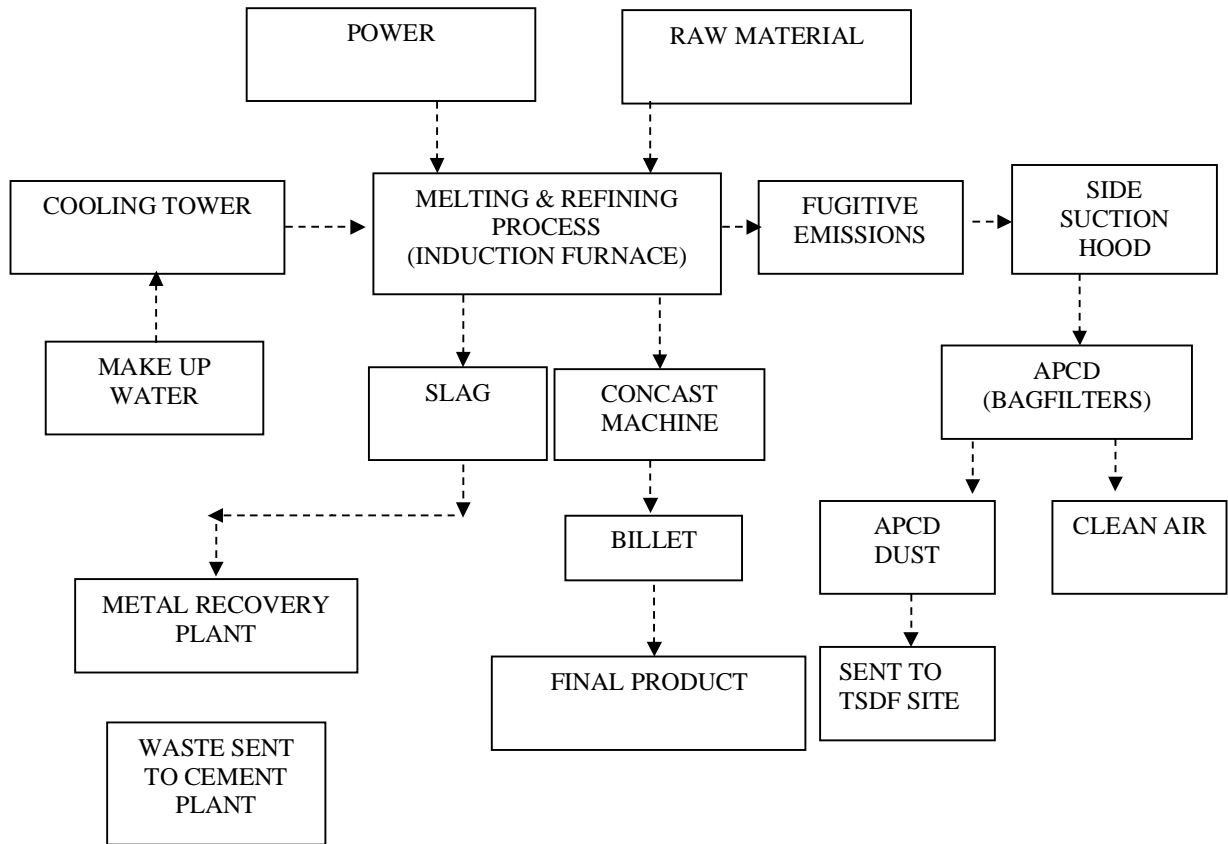 POWER
RAW MATERIAL
COOLING TOWER
MELTING & REFINING
PROCESS
(INDUCTION FURNACE)
FUGITIVE
EMISSIONS
SIDE
SUCTION
HOOD
MAKE UP
WATER
SLAG
CONCAST
MACHINE
APCD
(BAGFILTERS)
BILLET
APCD
DUST
CLEAN AIR
METAL RECOVERY
PLANT
FINAL PRODUCT
SENT TO
TSDF SITE
WASTE SENT
TO CEMENT
PLANT